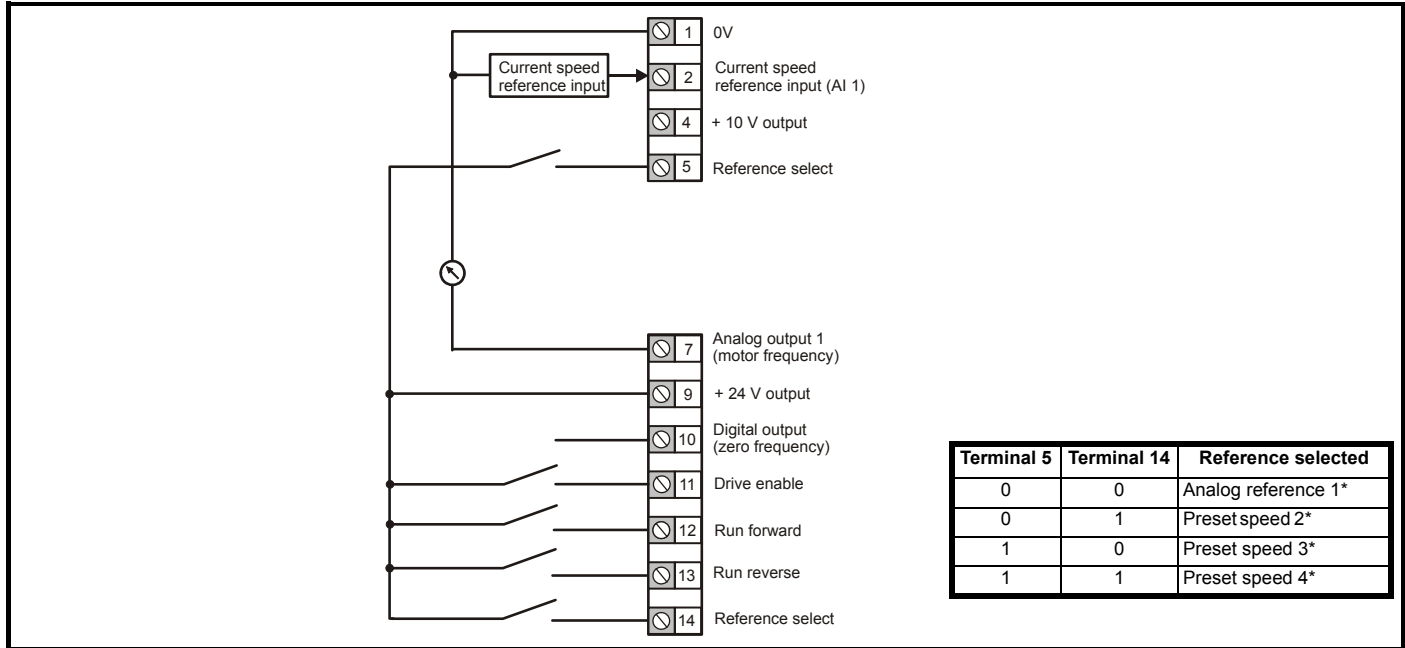 1 0V
Current speed
reference input
2 Current speed
reference input (AI 1)
4 + 10 V output
5 Reference select
7 Analog output 1
(motor frequency)
9 + 24 V output
10 Digital output
(zero frequency)
11 Drive enable
12 Run forward
13 Run reverse
14 Reference select
Terminal 5 Terminal 14 Reference selected
0 0 Analog reference 1*
0 1 Preset speed 2*
1 0 Preset speed 3*
1 1 Preset speed 4*